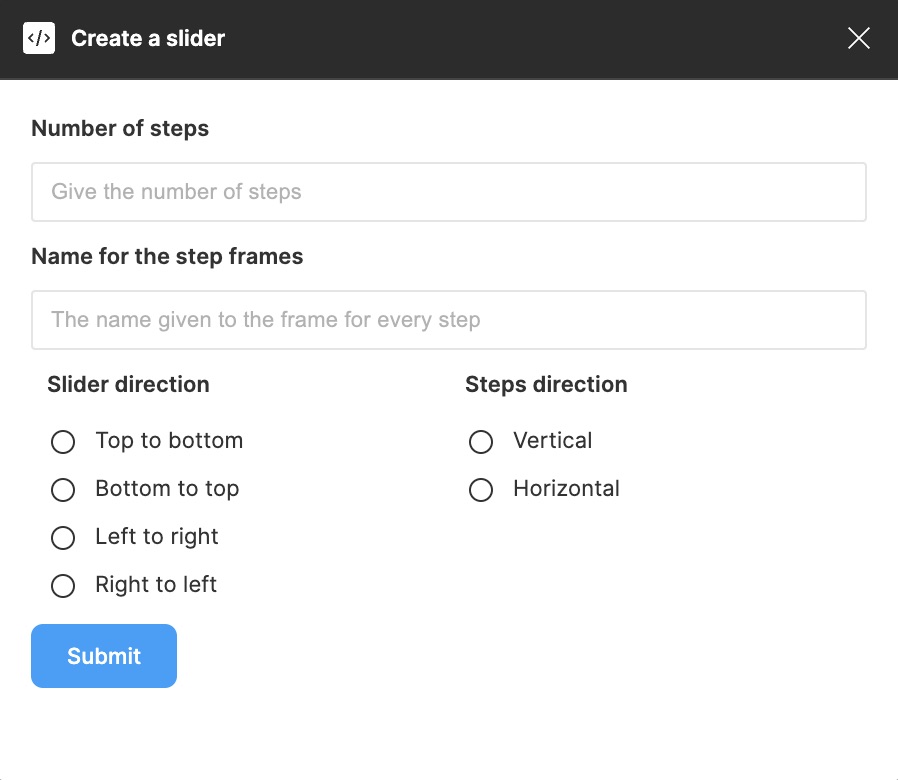 </> Create a slider
Number of steps
Give the number of steps
Name for the step frames
The name given to the frame for every step
Slider direction
Top to bottom
Bottom to top
Left to right
Right to left
Steps direction
Vertical
Horizontal
Submit